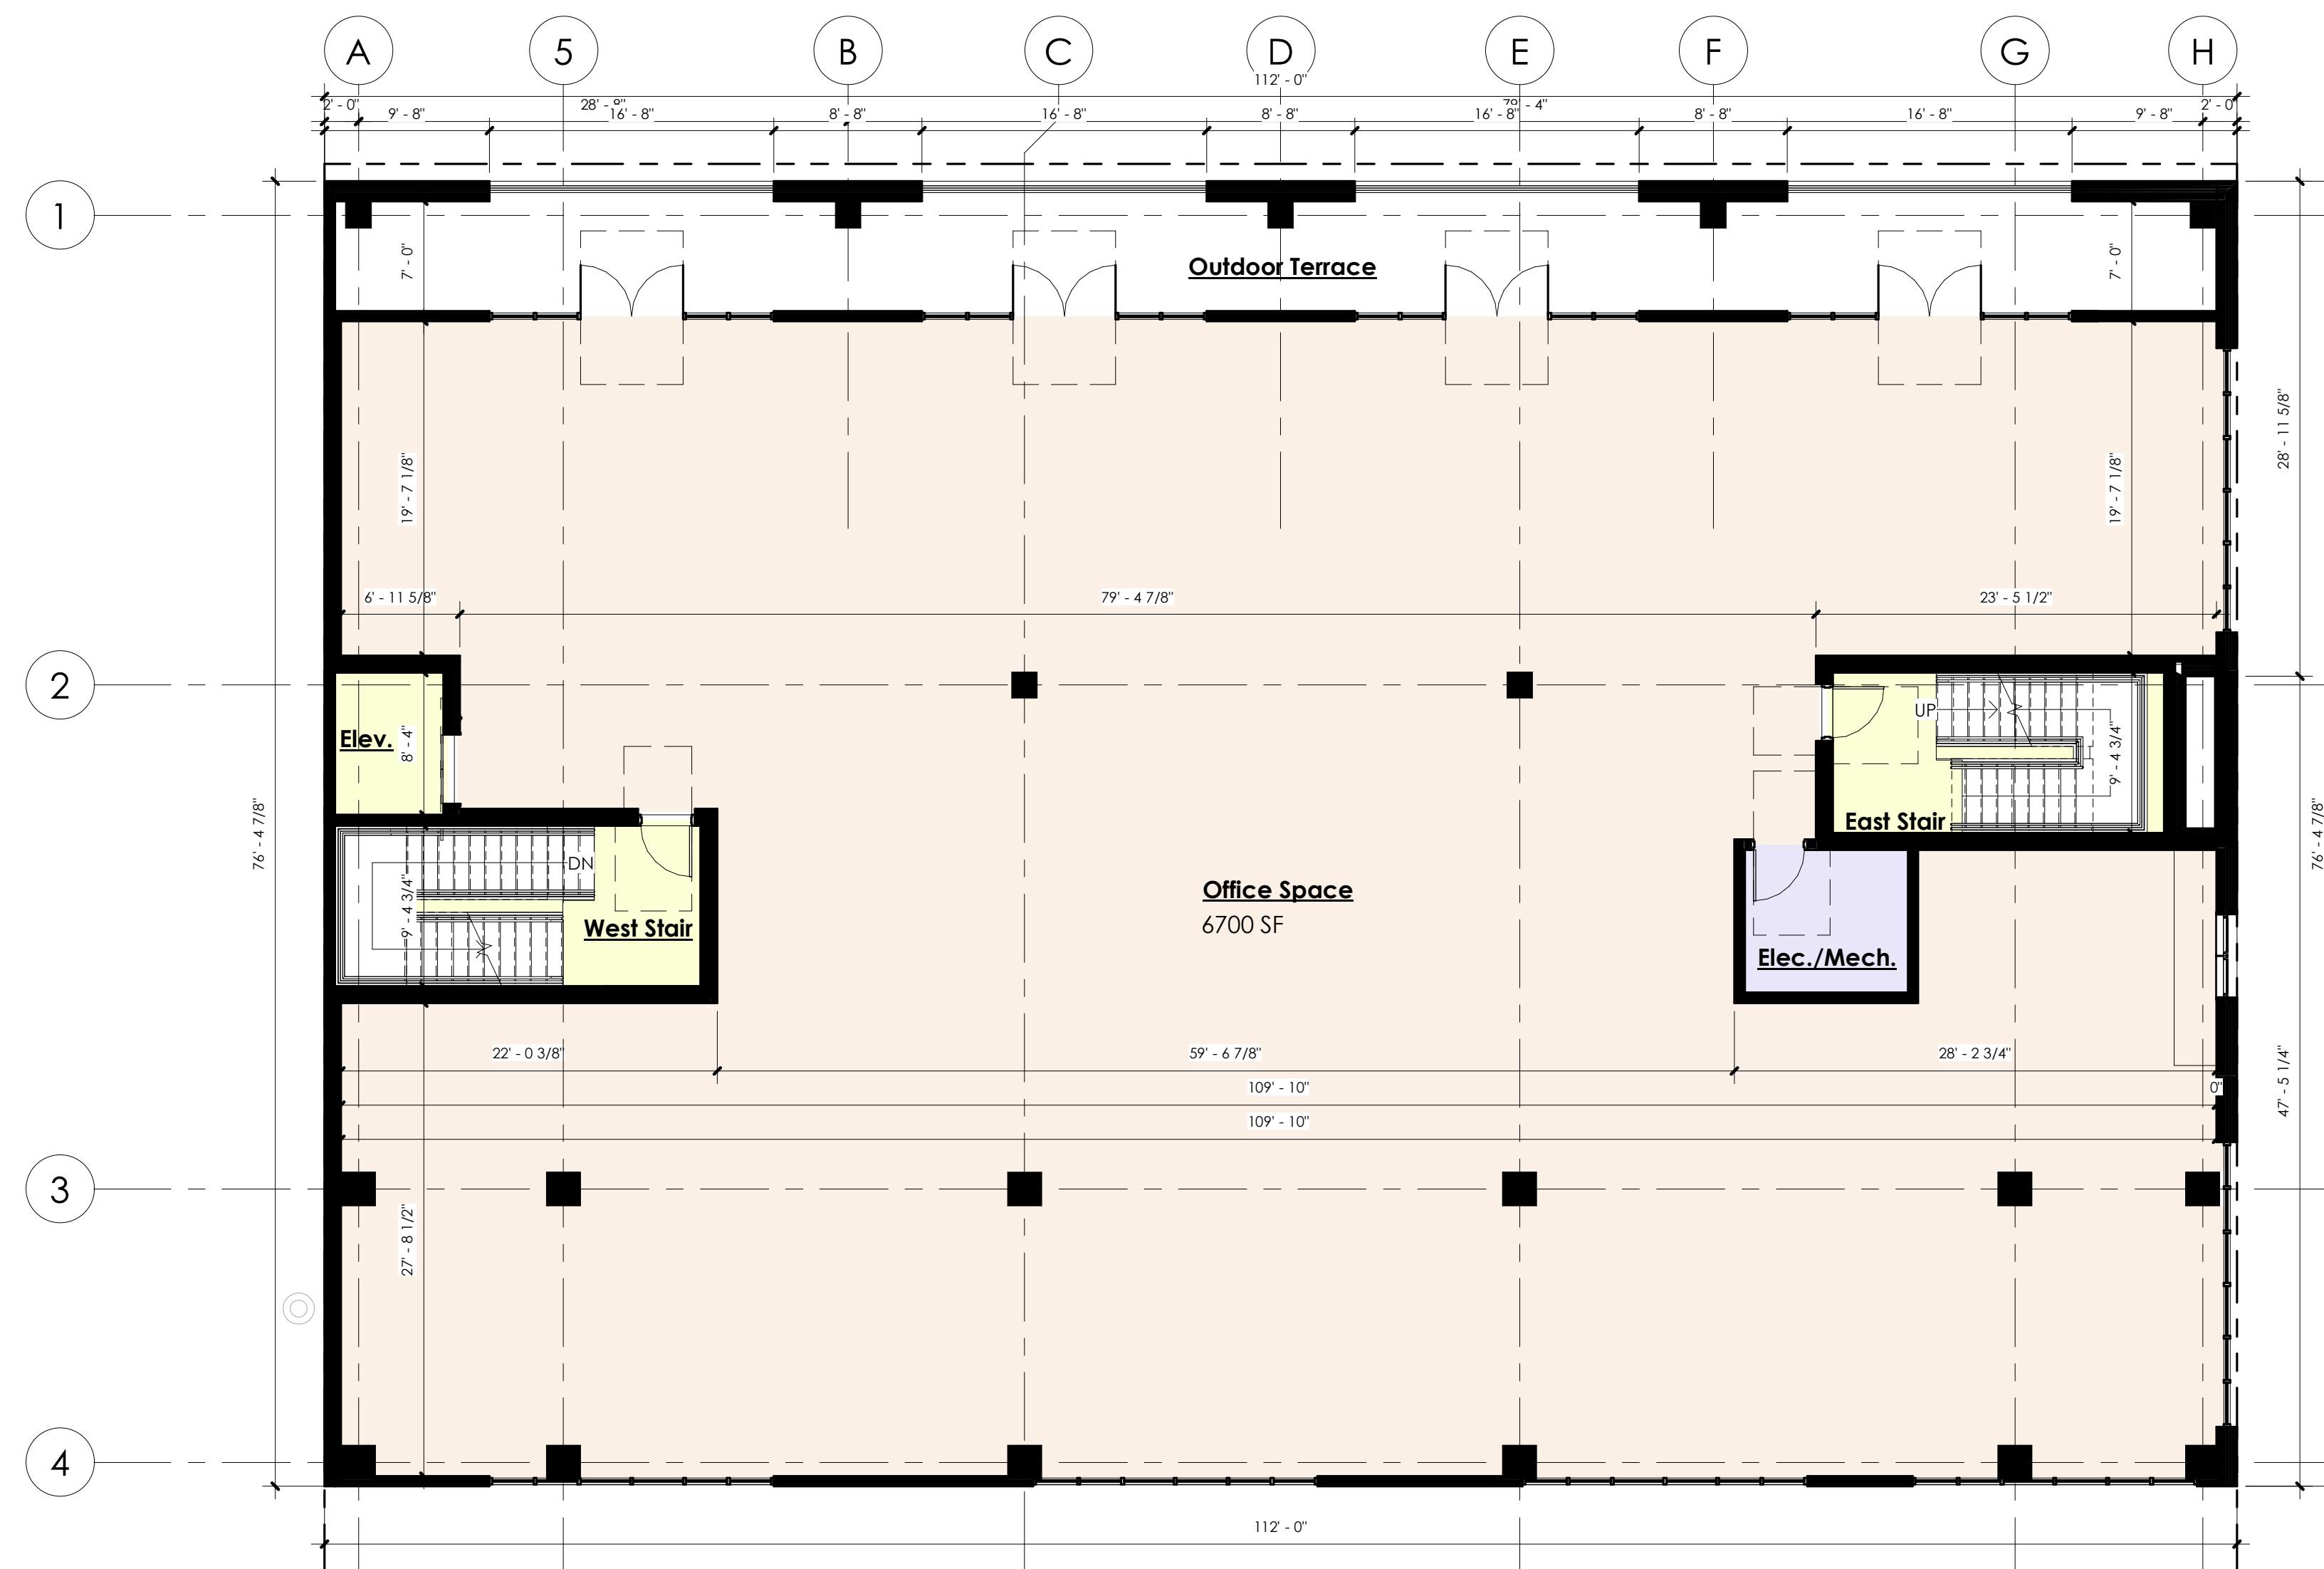 A 5 B C D E F G H
112' - 0"
2' - 0" 28' - 8" 79' - 4" 2' - 0
9' - 8" 16' - 8" 8' - 8" 16' - 8" 8' - 8" 16' - 8" 8' - 8" 16' - 8" 9' - 8"
1
7' - 0" Outdoor Terrace 7' - 0"
28' - 11 5/8"
19' - 7 1/8" 19' - 7 1/8"
6' - 11 5/8" 79' - 4 7/8" 23' - 5 1/2"
2
UP
Elev. 8' - 4" 9' - 4 3/4"
East Stair
76' - 4 7/8" 76' - 4 7/8"
DN
Office Space
9' - 4 3/4" 6700 SF
West Stair
Elec./Mech.
22' - 0 3/8" 59' - 6 7/8" 28' - 2 3/4"
47' - 5 1/4"
109' - 10" 0"
109' - 10"
3
27' - 8 1/2"
4
112' - 0"